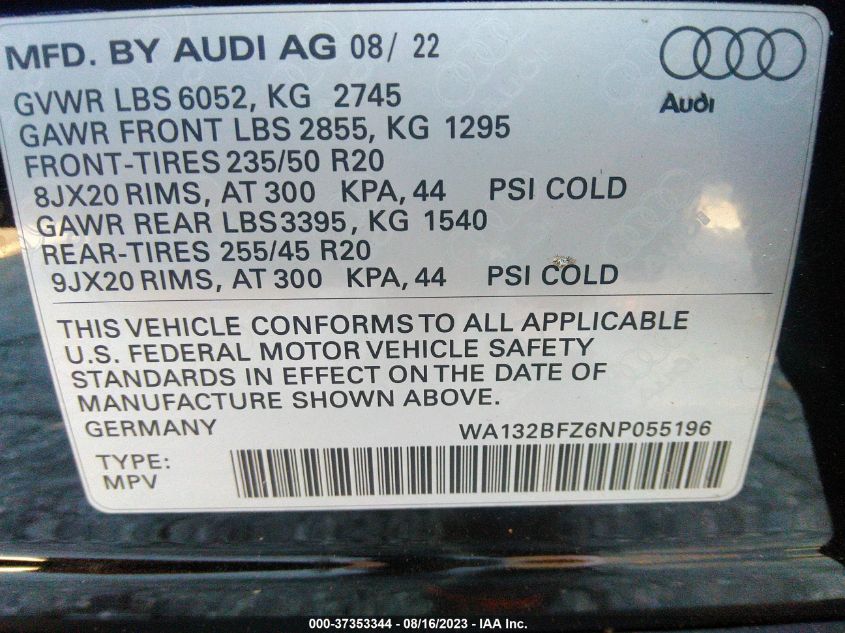 MFD. BY AUDI AG 08/ 22
Audi
GVWR LBS 6052, KG 2745
GAWR FRONT LBS 2855, KG 1295
FRONT-TIRES 235/50 R20
8JX20 RIMS, AT 300 KPA, 44 PSI COLD
GAWR REAR LBS3395, KG 1540
REAR-TIRES 255/45 R20
9JX20 RIMS, AT 300 KPA, 44 PSI COLD
THIS VEHICLE CONFORMS TO ALL APPLICABLE
U.S. FEDERAL MOTOR VEHICLE SAFETY
STANDARDS IN EFFECT ON THE DATE OF
MANUFACTURE SHOWN ABOVE.
GERMANY WA132BFZ6NP055196
TYPE:
MPV
000-37353344 - 08/16/2023 - IAA Inc.